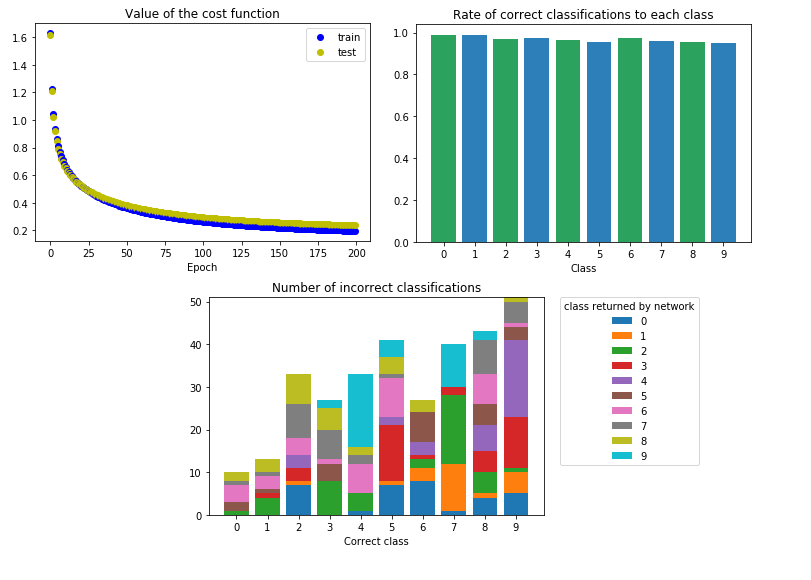 Value of the cost function
1.6
1.4
1.2
1.0
0.8
0.6
0.4
0.2
train
test
0 25 50 75 100 125 150 175 200
Epoch
Rate of correct classifications to each class
1.0
0.8
0.6
0.4
0.2
0.0
0 1 2 3 4 5 6 7 8 9
Class
Number of incorrect classifications
50
40
30
20
10
0
0 1 2 3 4 5 6 7 8 9
Correct class
class returned by network
0
1
2
3
4
5
6
7
8
9